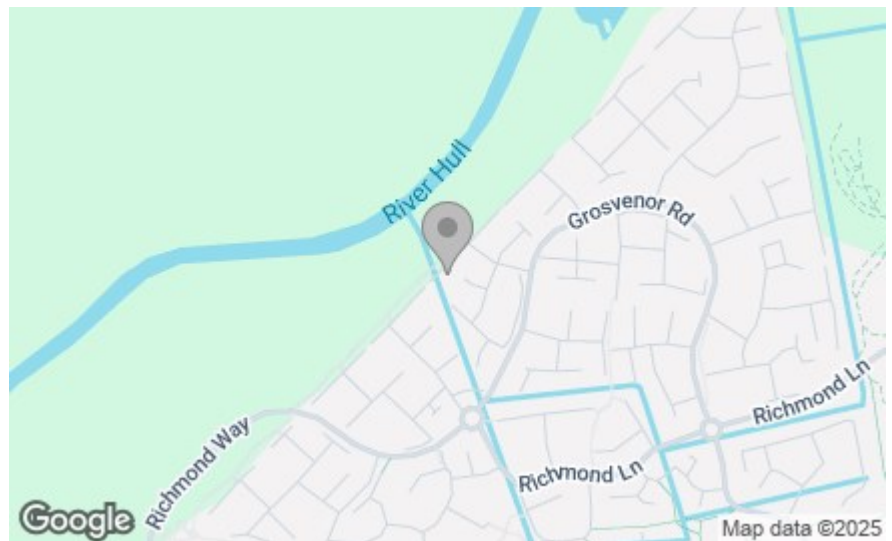 River Hull
Grosvenor Rd
Richmond Ln
Richmond Way
Richmond Ln
Google
Map data ©2025